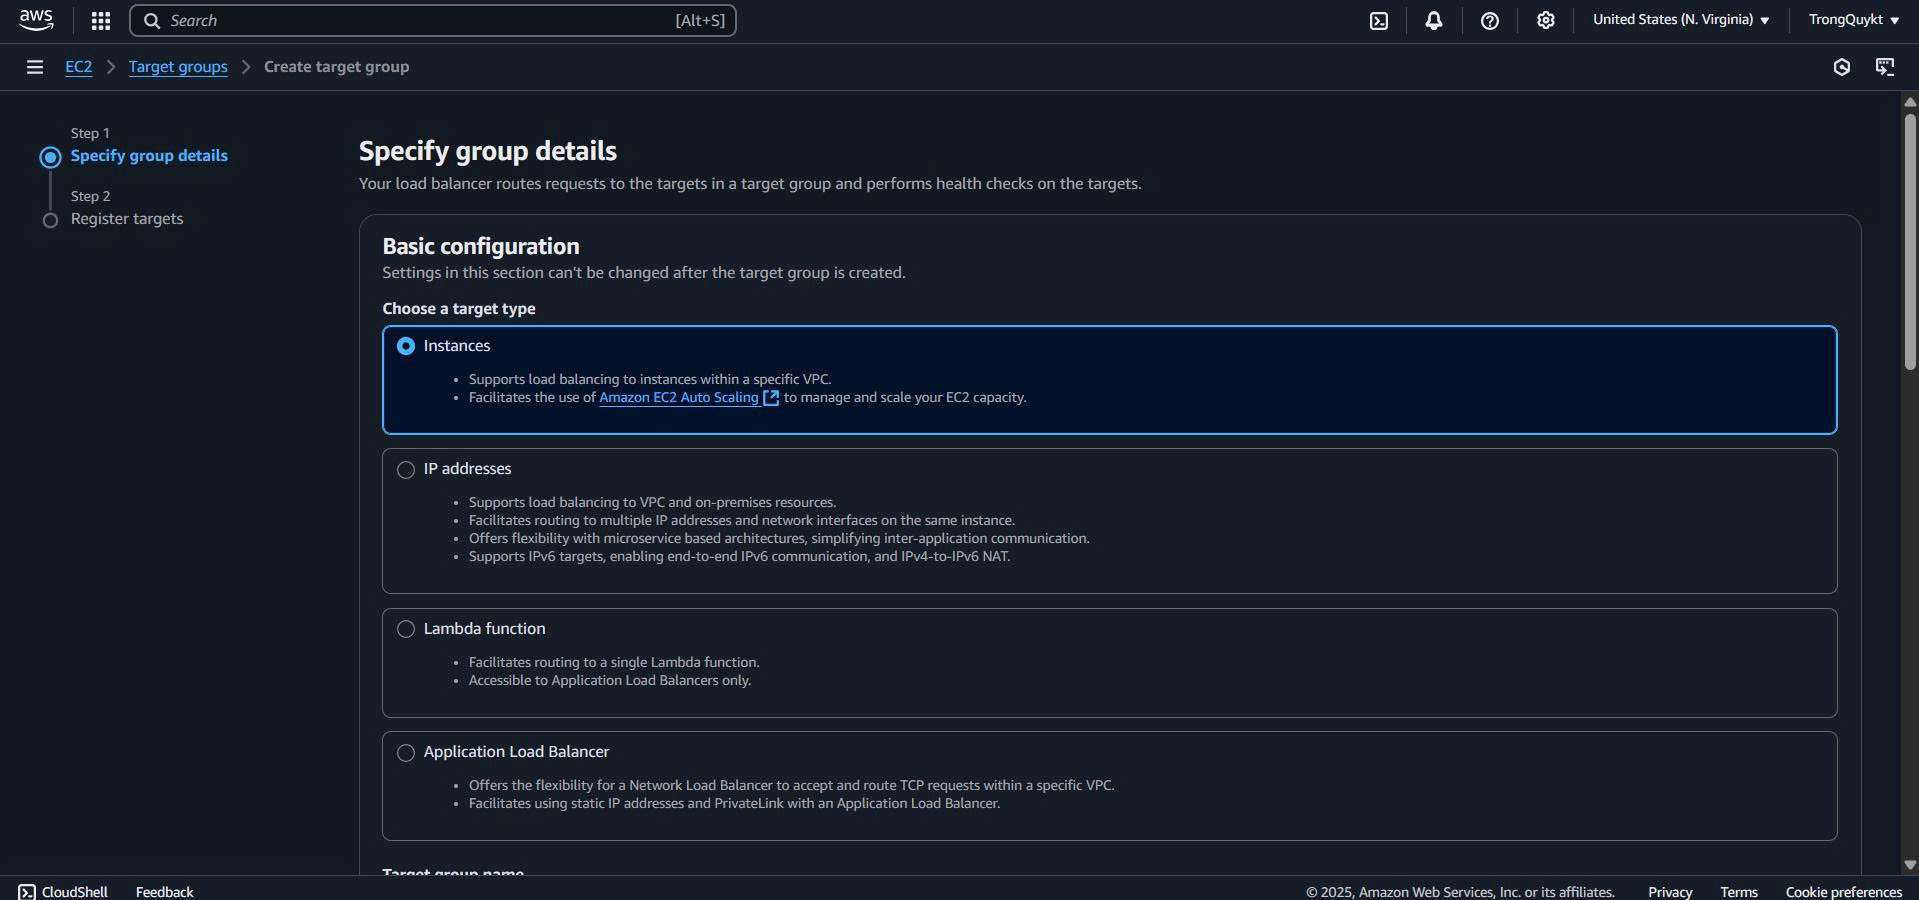 aws
Search [Alt+S]
United States (N. Virginia)
TrongQuykt
EC2 > Target groups > Create target group
Step 1
Specify group details
Step 2
Register targets
Specify group details
Your load balancer routes requests to the targets in a target group and performs health checks on the targets.
Basic configuration
Settings in this section can't be changed after the target group is created.
Choose a target type
Instances
• Supports load balancing to instances within a specific VPC.
• Facilitates the use of Amazon EC2 Auto Scaling to manage and scale your EC2 capacity.
IP addresses
• Supports load balancing to VPC and on-premises resources.
• Facilitates routing to multiple IP addresses and network interfaces on the same instance.
• Offers flexibility with microservice based architectures, simplifying inter-application communication.
• Supports IPv6 targets, enabling end-to-end IPv6 communication, and IPv4-to-IPv6 NAT.
Lambda function
• Facilitates routing to a single Lambda function.
• Accessible to Application Load Balancers only.
Application Load Balancer
• Offers the flexibility for a Network Load Balancer to accept and route TCP requests within a specific VPC.
• Facilitates using static IP addresses and PrivateLink with an Application Load Balancer.
Target group name
CloudShell Feedback
© 2025, Amazon Web Services, Inc. or its affiliates. Privacy Terms Cookie preferences